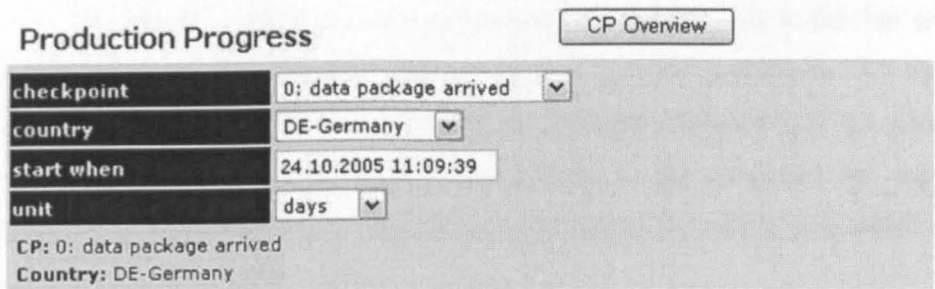 Production Progress CP Overview
checkpoint 0: data package arrived
country DE-Germany
start when 24.10.2005 11:09:39
unit days
CP: 0: data package arrived
Country: DE-Germany